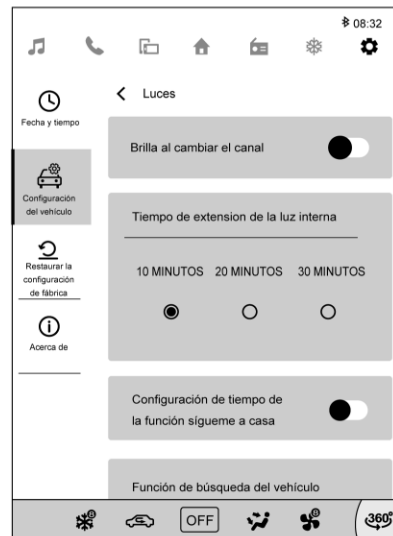 08:32
Luces
Fecha y tiempo
Brilla al cambiar el canal
Configuración
del vehículo
Tiempo de extension de la luz interna
10 MINUTOS 20 MINUTOS 30 MINUTOS
Restaurar la
configuración
de fábrica
Acerca de
Configuración de tiempo de
la función sígueme a casa
Función de búsqueda del vehículo
OFF
360°